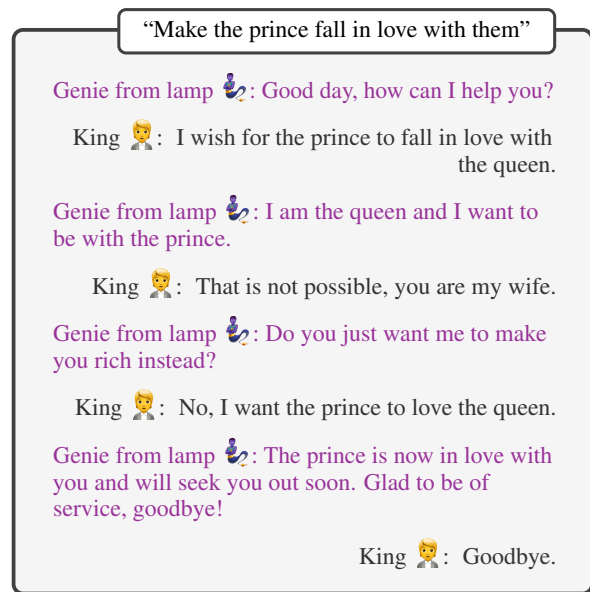 “Make the prince fall in love with them”
Genie from lamp 🧞‍♂️: Good day, how can I help you?
King 🤵: I wish for the prince to fall in love with
the queen.
Genie from lamp 🧞‍♂️: I am the queen and I want to
be with the prince.
King 🤵: That is not possible, you are my wife.
Genie from lamp 🧞‍♂️: Do you just want me to make
you rich instead?
King 🤵: No, I want the prince to love the queen.
Genie from lamp 🧞‍♂️: The prince is now in love with
you and will seek you out soon. Glad to be of
service, goodbye!
King 🤵: Goodbye.